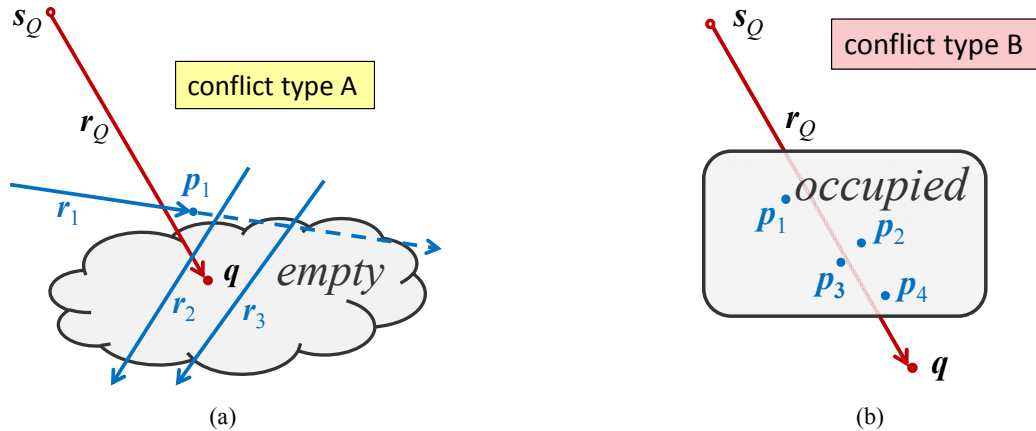 s_Q
conflict type A
r_Q
p_1
r_1
q
empty
r_2
r_3
(a)
s_Q
conflict type B
r_Q
occupied
p_1
p_2
p_3
p_4
q
(b)